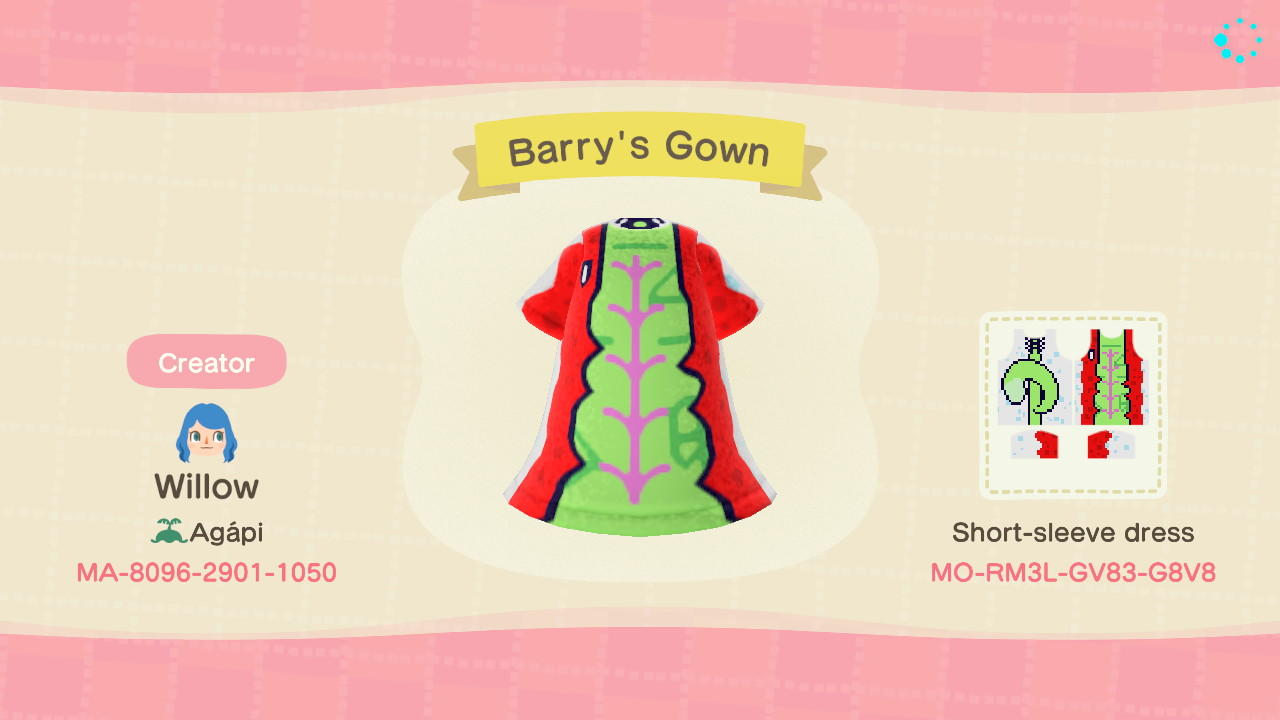 Barry's Gown
Creator
Willow
Agápi
MA-8096-2901-1050
Short-sleeve dress
MO-RM3L-GV83-G8V8